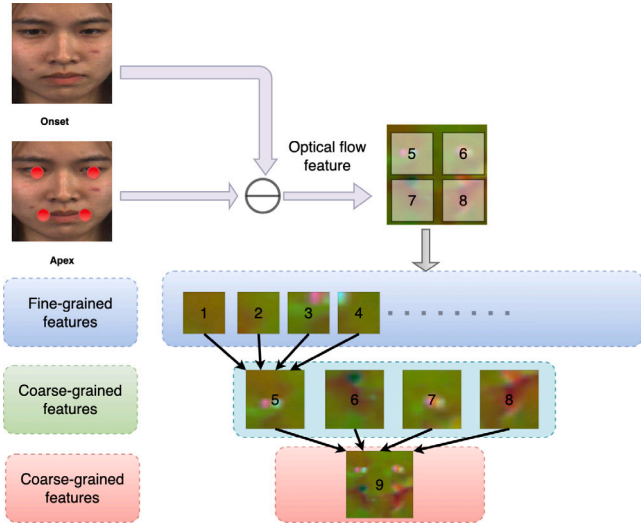 Onset
Optical flow
feature
5 6
7 8
Apex
Fine-grained
features
1 2 3 4
Coarse-grained
features
5 6 7 8
Coarse-grained
features
9